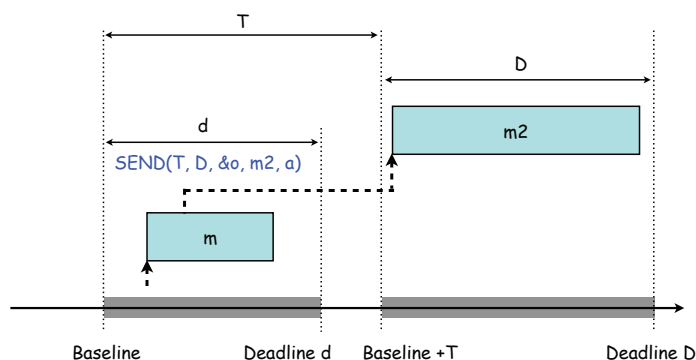 T
D
d
m2
SEND(T, D, &o, m2, a)
m
Baseline
Deadline d
Baseline +T
Deadline D